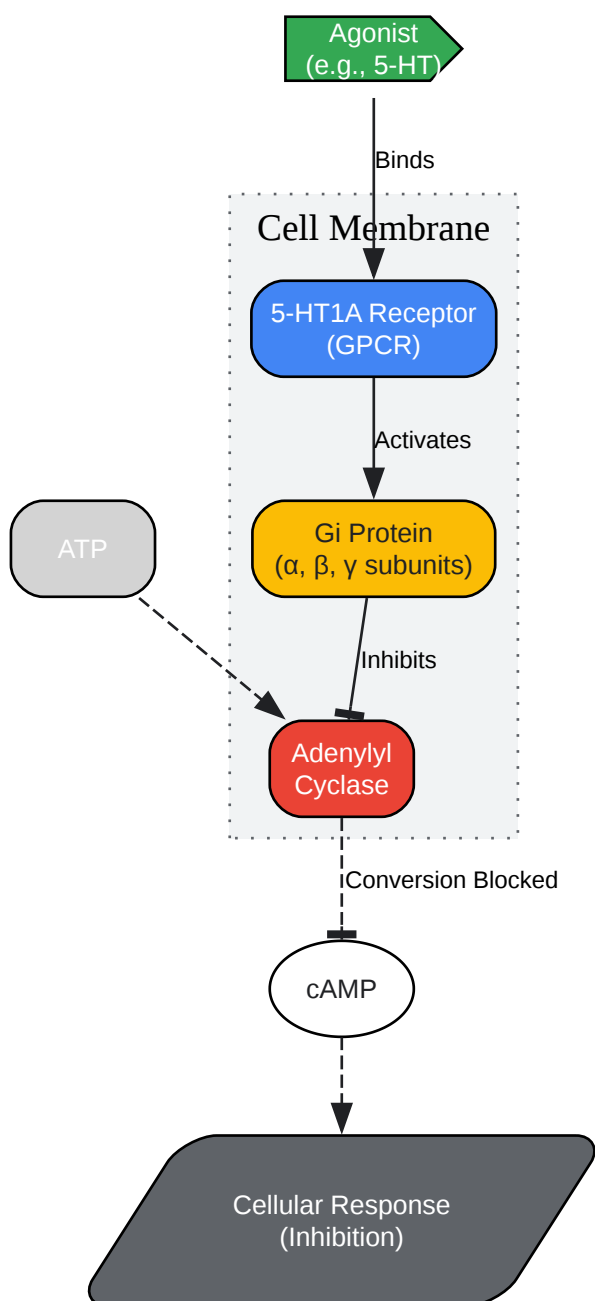 Agonist
(e.g., 5-HT)
Binds
Cell Membrane
5-HT1A Receptor
(GPCR)
Activates
ATP
Gi Protein
(α, β, γ subunits)
Inhibits
Adenylyl
Cyclase
Conversion Blocked
cAMP
Cellular Response
(Inhibition)